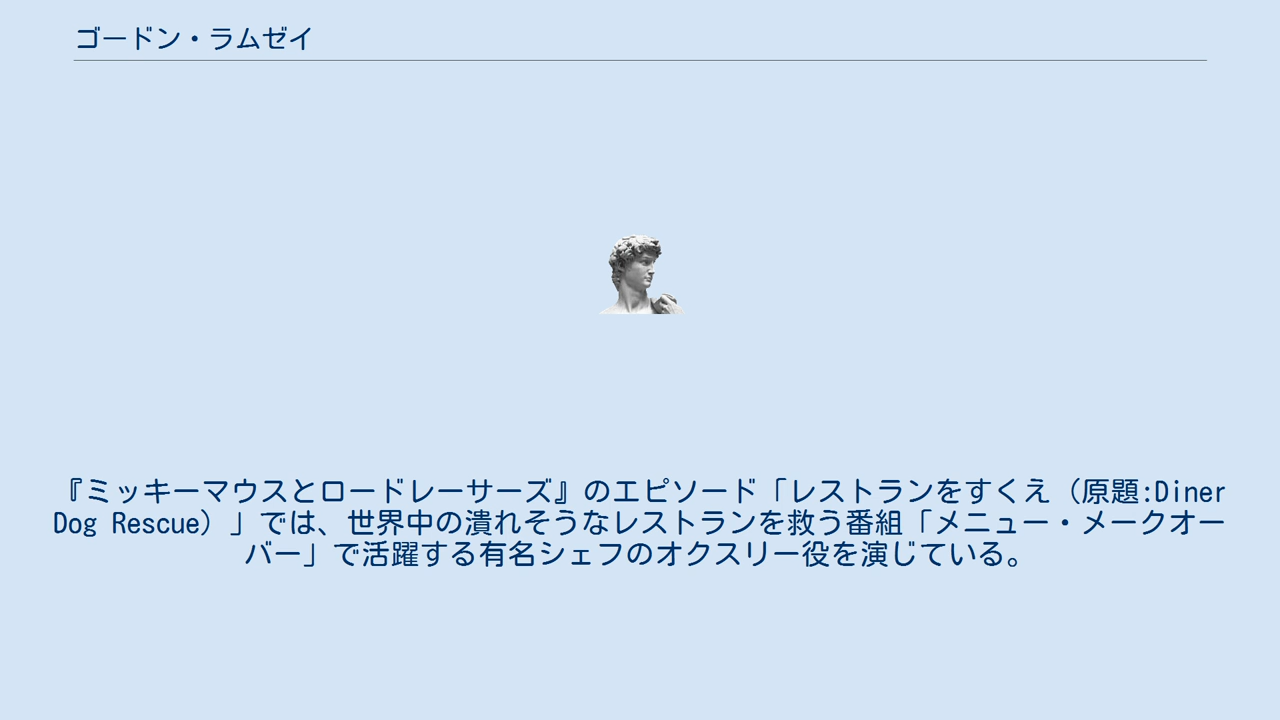 ゴードン・ラムゼイ
『ミッキーマウスとロードレーサーズ』のエピソード「レストランをすくえ（原題:Diner
Dog Rescue）」では、世界中の潰れそうなレストランを救う番組「メニュー・メークオー
バー」で活躍する有名シェフのオクスリー役を演じている。